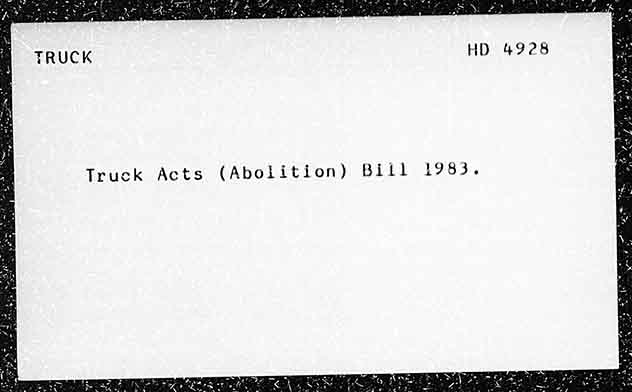 TRUCK HD 4928
Truck Acts (Abolition) Bill 1983.